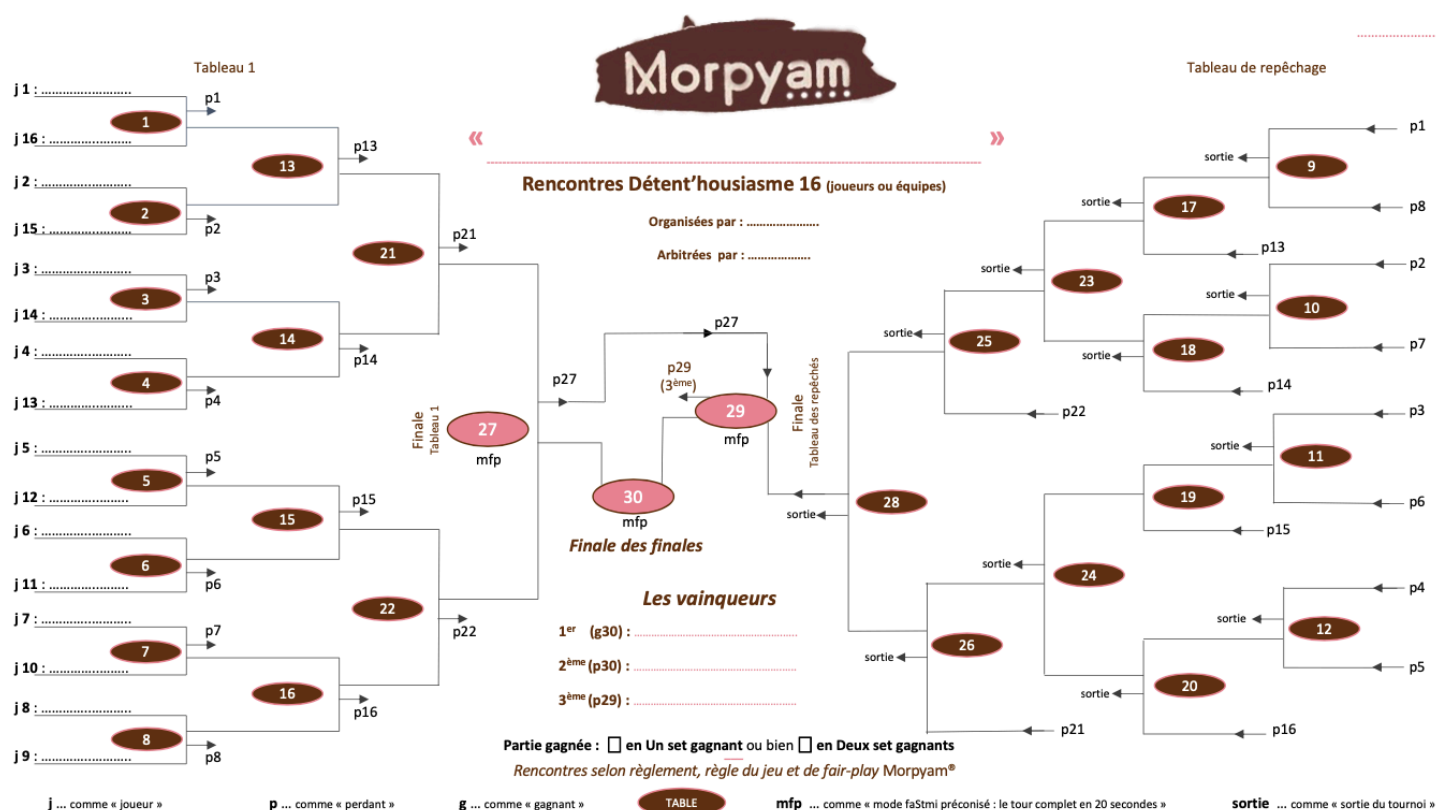 Morpyam
Tableau 1
Tableau de repêchage
« »
Rencontres Détent'housiasme 16 (joueurs ou équipes)
Organisées par : ......................
Arbitrées par : ...................
j 1 : ........................
p1
1
j 16 : ........................
13
p13
j 2 : ........................
2
j 15 : ........................
p2
21
p21
j 3 : ........................
p3
3
j 14 : ........................
14
p14
j 4 : ........................
4
p4
j 13 : ........................
Finale
Tableau 1
27
mfp
p27
p27
j 5 : ........................
p5
5
j 12 : ........................
15
p15
j 6 : ........................
6
p6
j 11 : ........................
22
p22
j 7 : ........................
p7
7
j 10 : ........................
16
p16
j 8 : ........................
8
p8
j 9 : ........................
p29
(3ème)
29
mfp
Finale
Tableau des repêchés
30
mfp
Finale des finales
p1
sortie
9
p8
sortie
17
p13
sortie
23
p2
sortie
10
p7
sortie
18
p14
sortie
25
p22
p3
sortie
11
p6
19
p15
28
sortie
sortie
24
p4
sortie
12
p5
sortie
26
sortie
20
p16
p21
Les vainqueurs
1er (g30) : ........................
2ème (p30) : ........................
3ème (p29) : ........................
Partie gagnée : en Un set gagnant ou bien en Deux set gagnants
Rencontres selon règlement, règle du jeu et de fair-play Morpyam®
j ... comme « joueur » p ... comme « perdant » g ... comme « gagnant » TABLE mfp ... comme « mode faStmi préconisé : le tour complet en 20 secondes » sortie ... comme « sortie du tournoi »